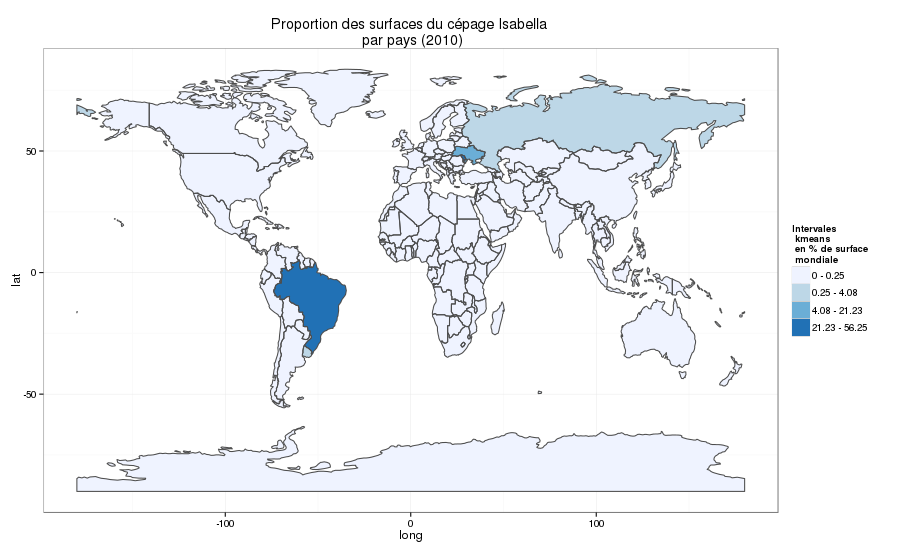 Proportion des surfaces du cépage Isabella
par pays (2010)
50
0
-50
lat
-100
0
100
long
Intervales
kmeans
en % de surface
mondiale
0 - 0.25
0.25 - 4.08
4.08 - 21.23
21.23 - 56.25